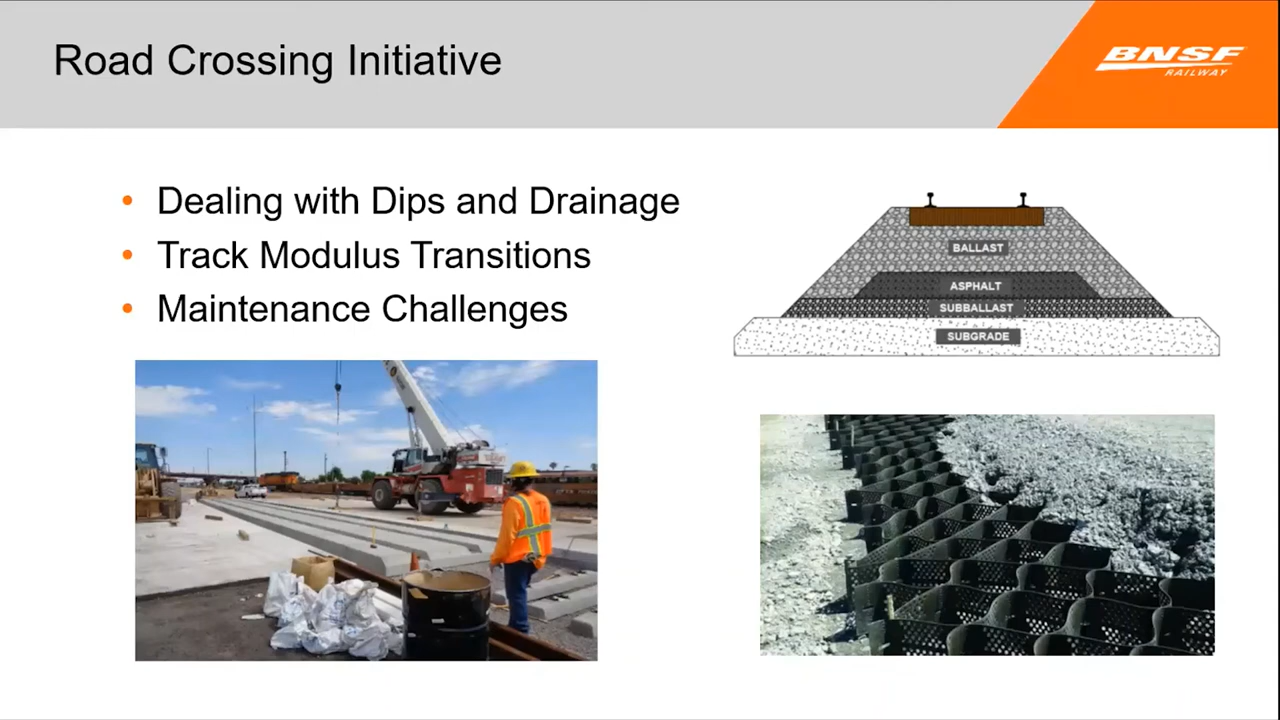 Road Crossing Initiative
BNSF
RAILWAY
• Dealing with Dips and Drainage
• Track Modulus Transitions
• Maintenance Challenges
BALLAST
ASPHALT
SUBBALLAST
SUBGRADE